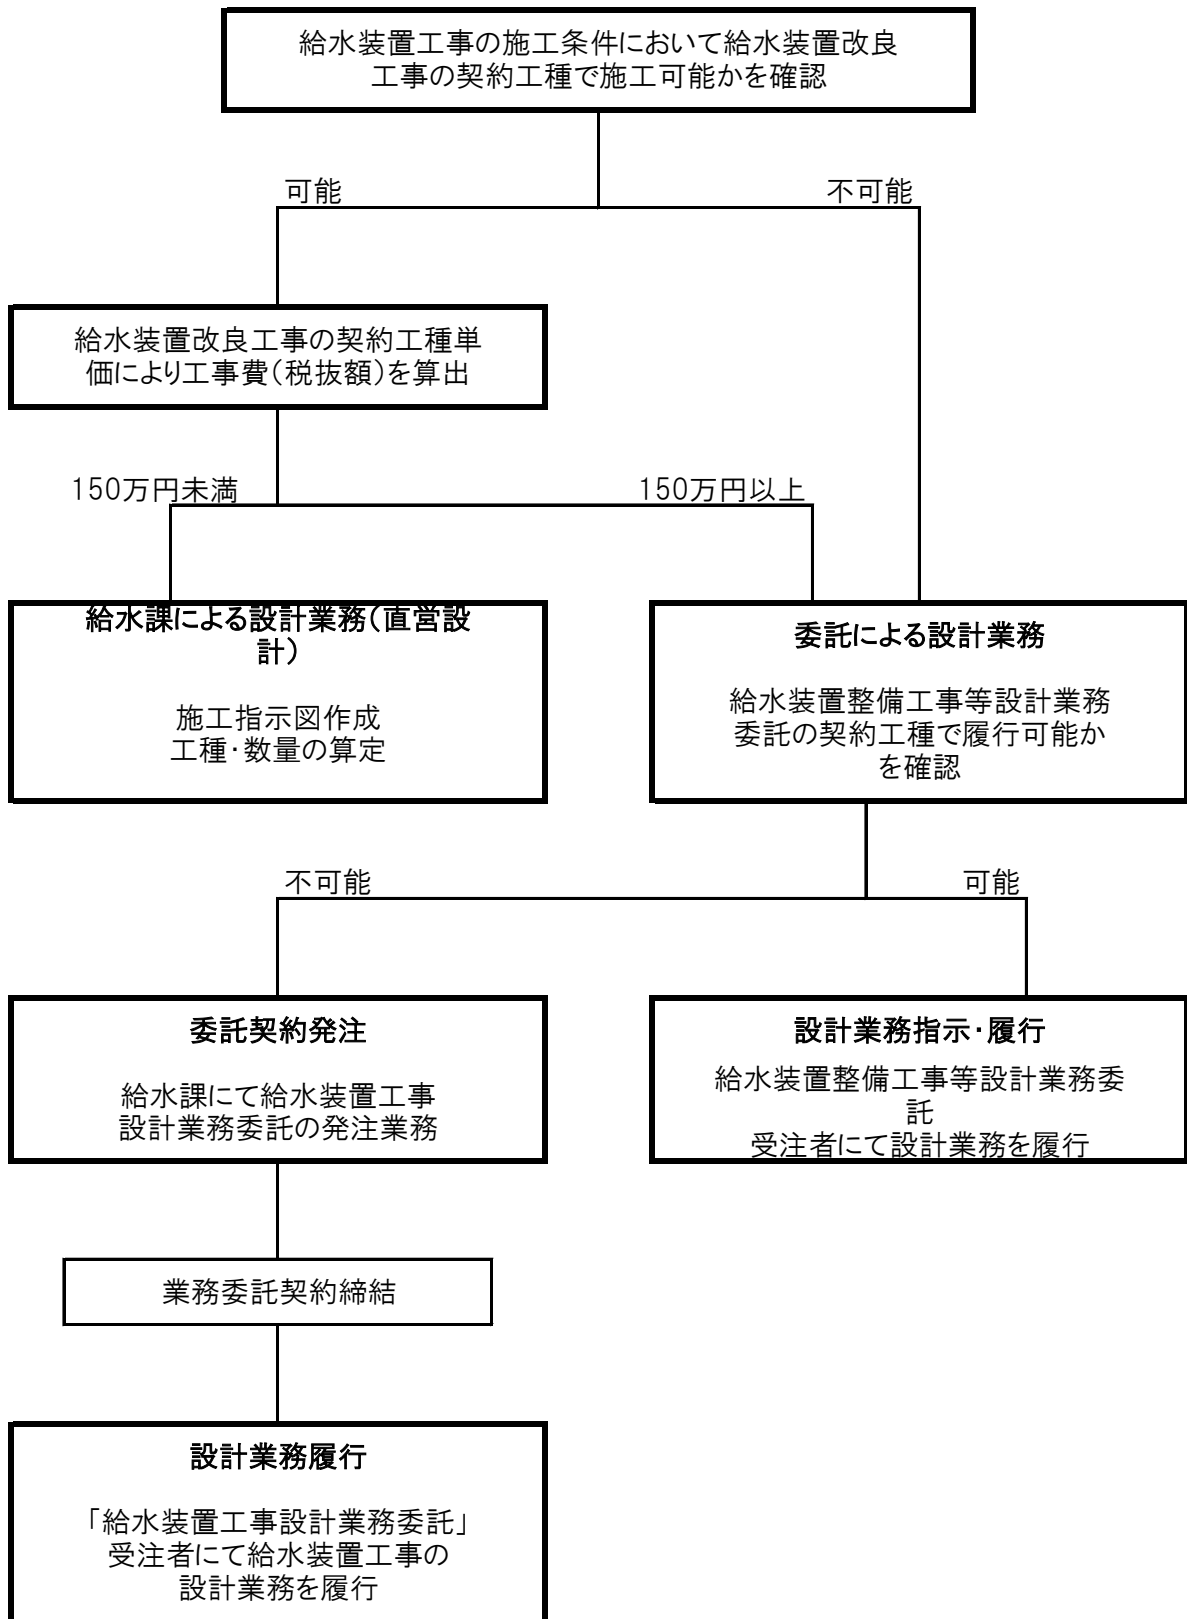 給水装置工事の施工条件において給水装置改良
工事の契約工種で施工可能かを確認
可能
不可能
給水装置改良工事の契約工種単
価により工事費（税抜額）を算出
150万円未満
150万円以上
給水課による設計業務（直営設
計）
施工指示図作成
工種・数量の算定
委託による設計業務
給水装置整備工事等設計業務
委託の契約工種で履行可能か
を確認
不可能
可能
委託契約発注
給水課にて給水装置工事
設計業務委託の発注業務
設計業務指示・履行
給水装置整備工事等設計業務委
託
受注者にて設計業務を履行
業務委託契約締結
設計業務履行
「給水装置工事設計業務委託」
受注者にて給水装置工事の
設計業務を履行